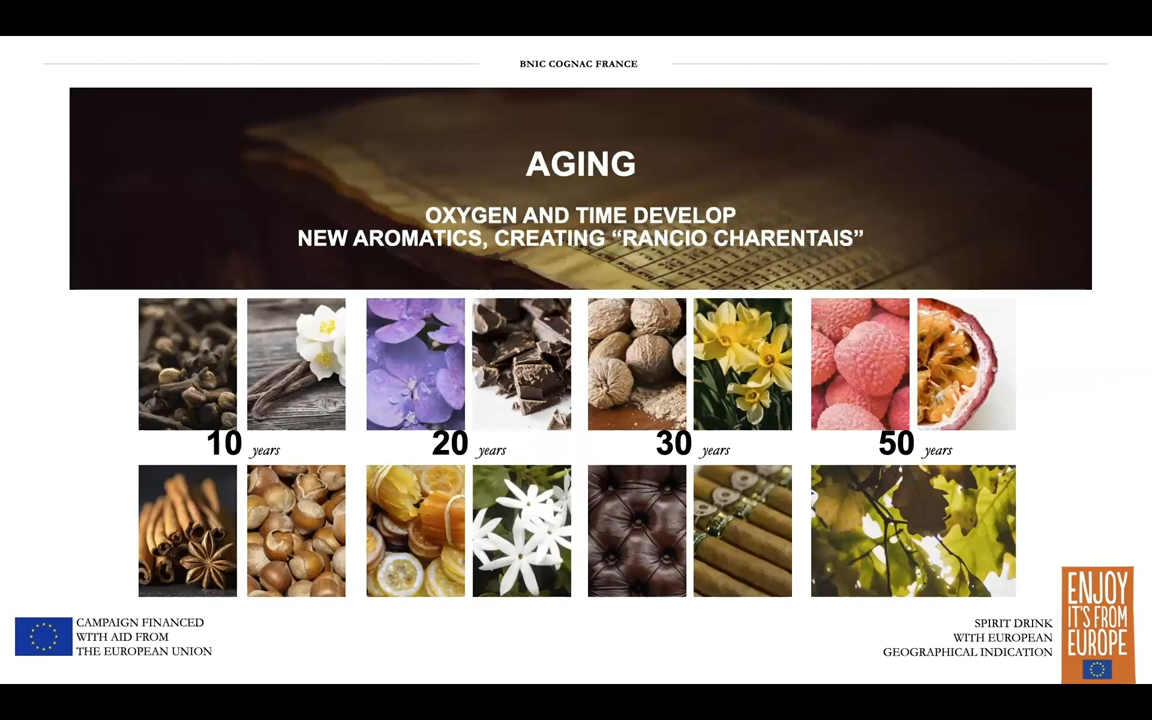 BNIC COGNAC FRANCE
AGING
OXYGEN AND TIME DEVELOP
NEW AROMATICS, CREATING “RANCIO CHARENTAIS”
10 years
20 years
30 years
50 years
CAMPAIGN FINANCED
WITH AID FROM
THE EUROPEAN UNION
SPIRIT DRINK
WITH EUROPEAN
GEOGRAPHICAL INDICATION
ENJOY
IT'S FROM
EUROPE